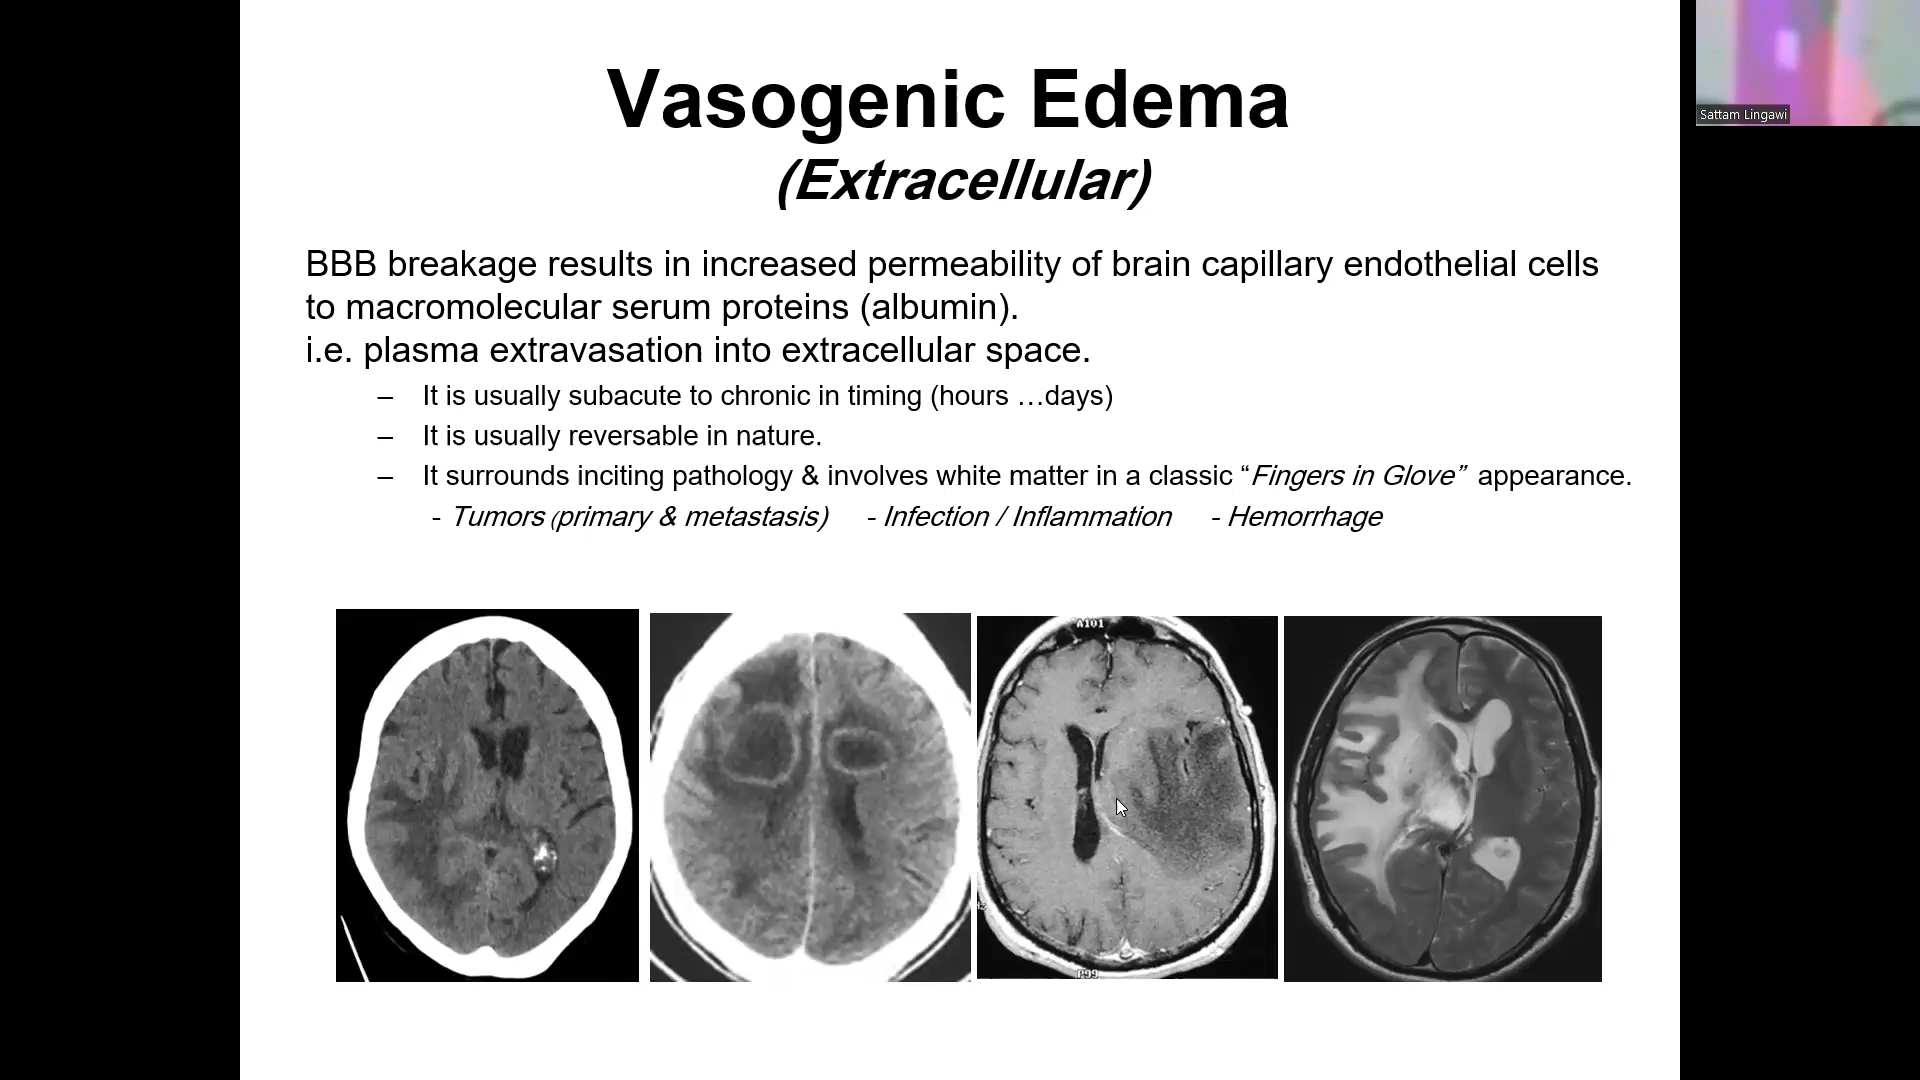 Vasogenic Edema
(Extracellular)
Sattam Lingawi
BBB breakage results in increased permeability of brain capillary endothelial cells
to macromolecular serum proteins (albumin).
i.e. plasma extravasation into extracellular space.
– It is usually subacute to chronic in timing (hours …days)
– It is usually reversable in nature.
– It surrounds inciting pathology & involves white matter in a classic “Fingers in Glove” appearance.
- Tumors (primary & metastasis) - Infection / Inflammation - Hemorrhage
A101
P99